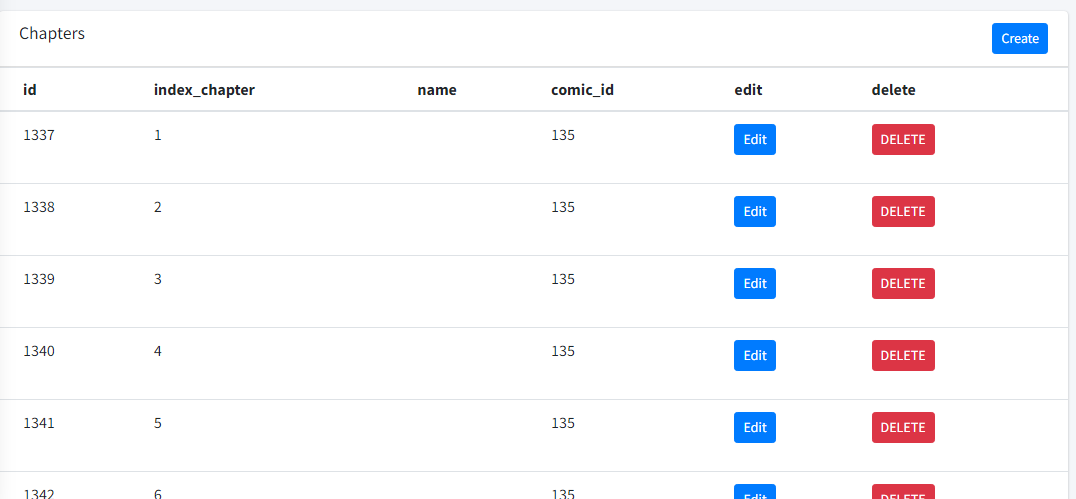 Chapters Create
id index_chapter name comic_id edit delete
1337 1 135 Edit DELETE
1338 2 135 Edit DELETE
1339 3 135 Edit DELETE
1340 4 135 Edit DELETE
1341 5 135 Edit DELETE
1342 6 135 Edit DELETE